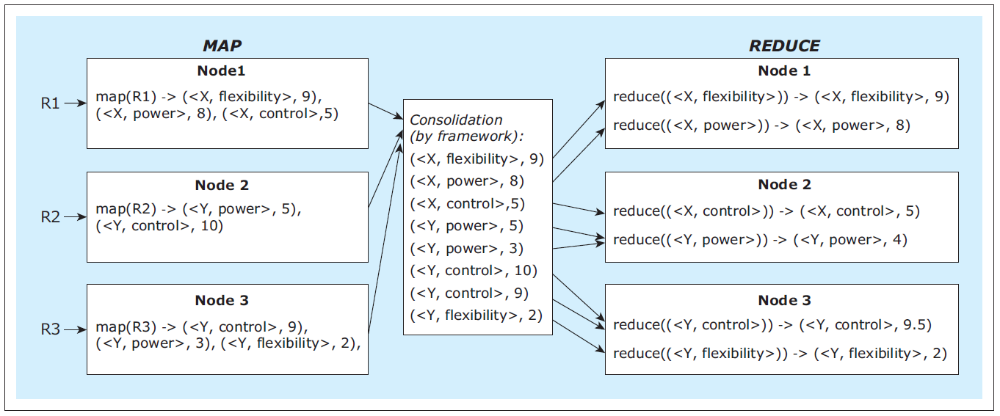 MAP
REDUCE
Node1
R1
map(R1) -> (<X, flexibility>, 9),
(<X, power>, 8), (<X, control>,5)
Node 2
R2
map(R2) -> (<Y, power>, 5),
(<Y, control>, 10)
Node 3
R3
map(R3) -> (<Y, control>, 9),
(<Y, power>, 3), (<Y, flexibility>, 2),
Consolidation
(by framework):
(<X, flexibility>, 9)
(<X, power>, 8)
(<X, control>,5)
(<Y, power>, 5)
(<Y, power>, 3)
(<Y, control>, 10)
(<Y, control>, 9)
(<Y, flexibility>, 2)
Node 1
reduce((<X, flexibility>)) -> (<X, flexibility>, 9)
reduce((<X, power>)) -> (<X, power>, 8)
Node 2
reduce((<X, control>)) -> (<X, control>, 5)
reduce((<Y, power>)) -> (<Y, power>, 4)
Node 3
reduce((<Y, control>)) -> (<Y, control>, 9.5)
reduce((<Y, flexibility>)) -> (<Y, flexibility>, 2)